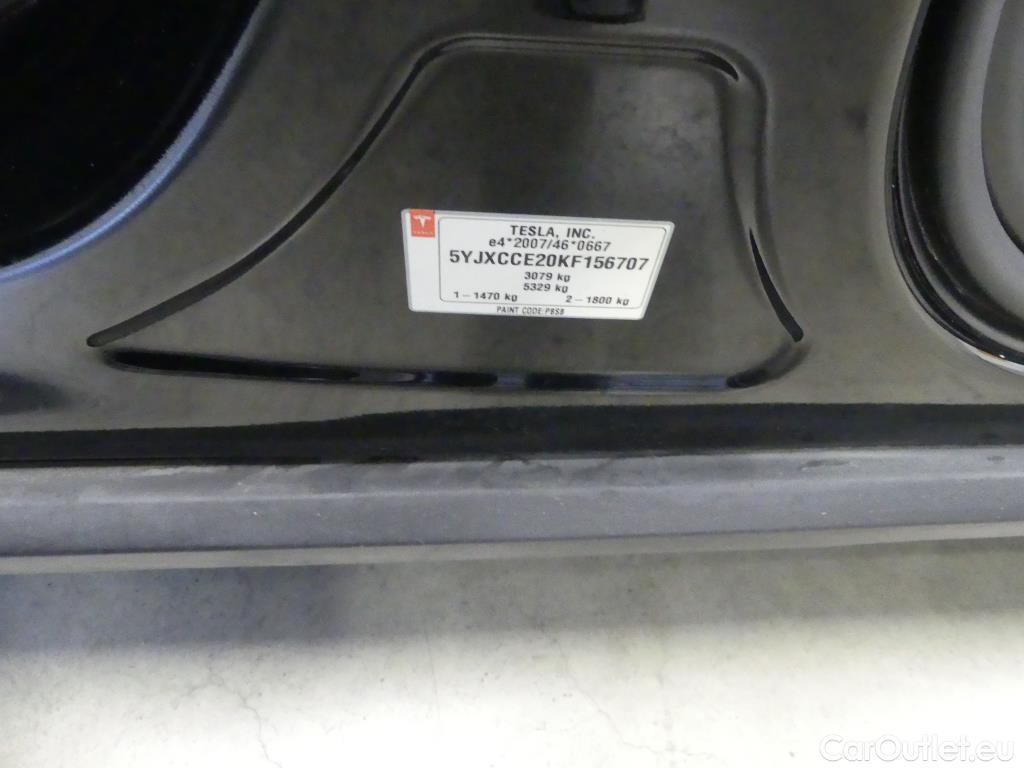 TESLA
TESLA, INC.
e4*2007/46*0667
5YJXCCE20KF156707
3079 kg
5329 kg
1 – 1470 kg 2 – 1800 kg
PAINT CODE: PBSB
CarOutlet.eu